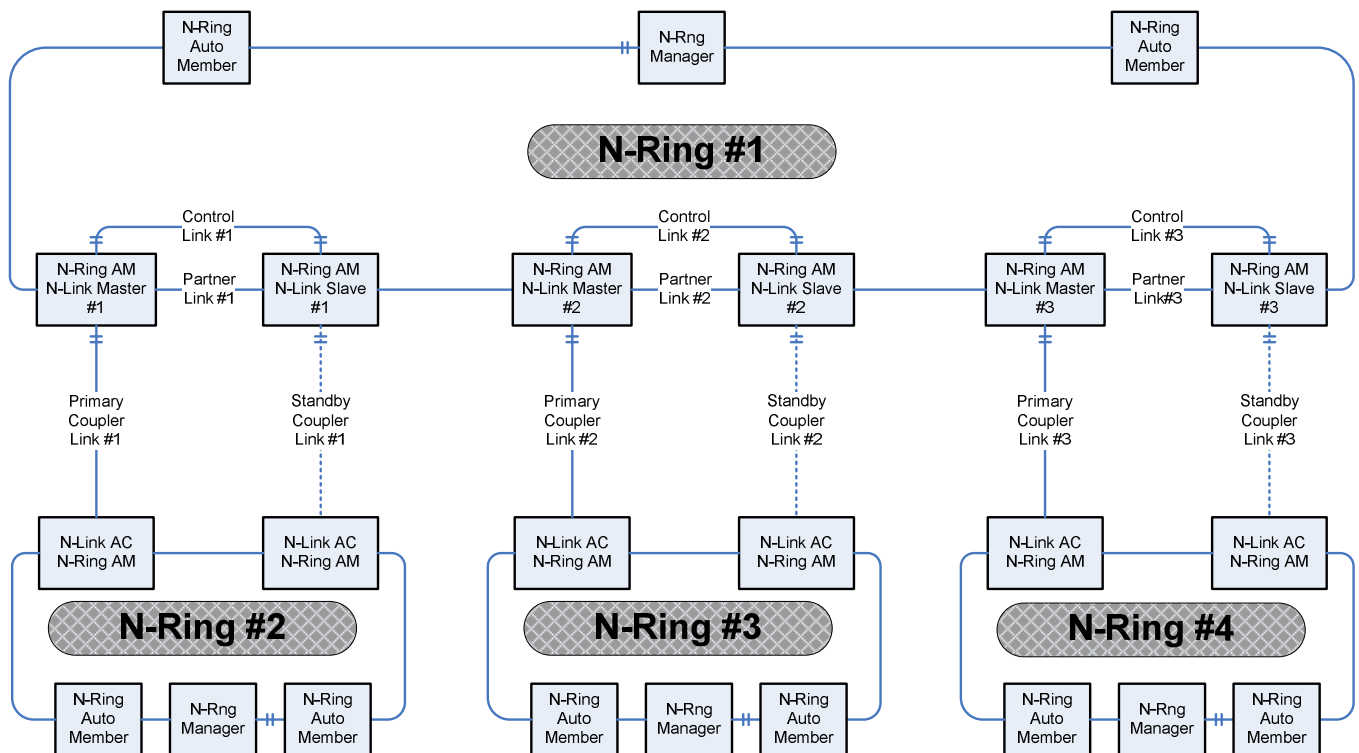 N-Ring
Auto
Member
N-Rng
Manager
N-Ring
Auto
Member
N-Ring #1
Control
Link #1
Control
Link #2
Control
Link #3
N-Ring AM
N-Link Master
#1
Partner
Link #1
N-Ring AM
N-Link Slave
#1
N-Ring AM
N-Link Master
#2
Partner
Link #2
N-Ring AM
N-Link Slave
#2
N-Ring AM
N-Link Master
#3
Partner
Link#3
N-Ring AM
N-Link Slave
#3
Primary
Coupler
Link #1
Standby
Coupler
Link #1
Primary
Coupler
Link #2
Standby
Coupler
Link #2
Primary
Coupler
Link #3
Standby
Coupler
Link #3
N-Link AC
N-Ring AM
N-Link AC
N-Ring AM
N-Link AC
N-Ring AM
N-Link AC
N-Ring AM
N-Link AC
N-Ring AM
N-Link AC
N-Ring AM
N-Ring #2
N-Ring #3
N-Ring #4
N-Ring
Auto
Member
N-Rng
Manager
N-Ring
Auto
Member
N-Ring
Auto
Member
N-Rng
Manager
N-Ring
Auto
Member
N-Ring
Auto
Member
N-Rng
Manager
N-Ring
Auto
Member